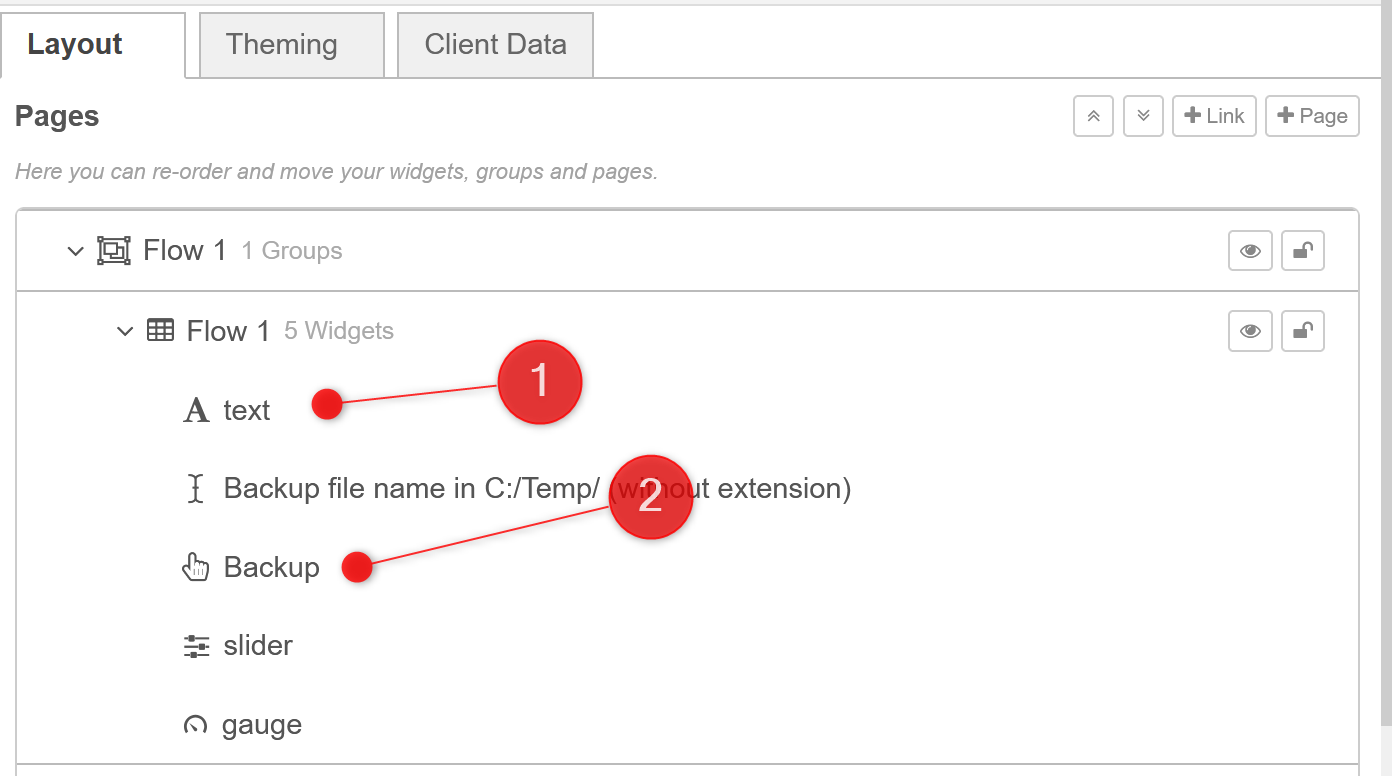 Layout
Theming
Client Data
Pages
Link
Page
Here you can re-order and move your widgets, groups and pages.
Flow 1 1 Groups
Flow 1 5 Widgets
1
A text
Backup file name in C:/Temp/ (without extension)
2
Backup
slider
gauge